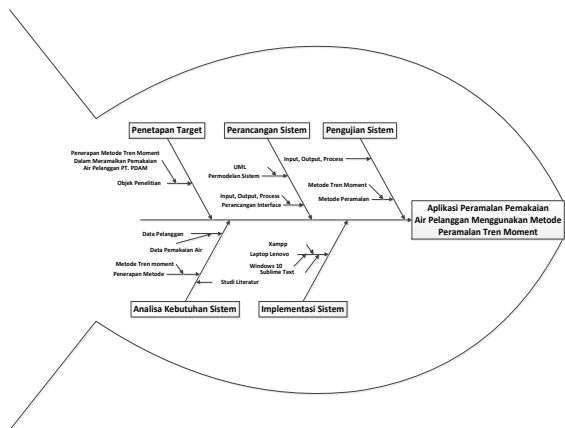 Penetapan Target
Perancangan Sistem
Pengujian Sistem
Penerapan Metode Tren Moment
Dalam Meramalkan Pemakaian
Air Pelanggan PT. PDAM
Objek Penelitian
UML
Permodelan Sistem
Input, Output, Process
Perancangan Interface
Input, Output, Process
Metode Tren Moment
Metode Peramalan
Aplikasi Peramalan Pemakaian
Air Pelanggan Menggunakan Metode
Peramalan Tren Moment
Data Pelanggan
Data Pemakaian Air
Metode Tren moment
Penerapan Metode
Studi Literatur
Xampp
Laptop Lenovo
Windows 10
Sublime Text
Analisa Kebutuhan Sistem
Implementasi Sistem